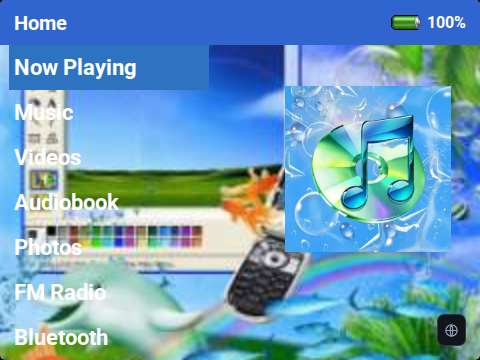 Home
100%
Now Playing
Music
Videos
Audiobook
Photos
FM Radio
Bluetooth